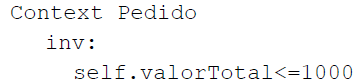 Context Pedido
inv:
self.valorTotal<=1000